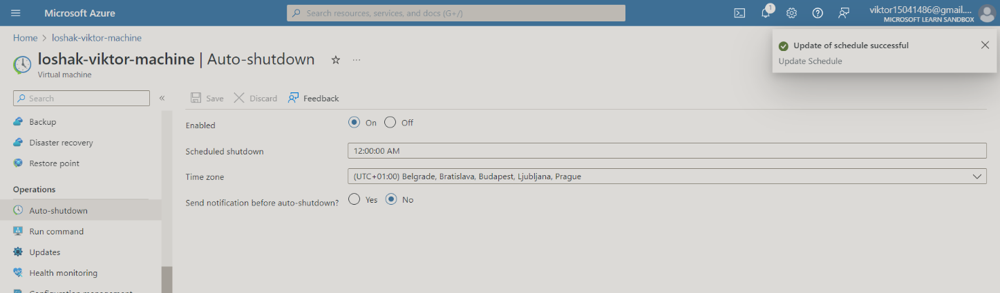 Microsoft Azure
Search resources, services, and docs (G+/)
1
viktor15041486@gmail....
MICROSOFT LEARN SANDBOX
Home > loshak-viktor-machine
Update of schedule successful
Update Schedule
loshak-viktor-machine | Auto-shutdown
...
Virtual machine
Search
«
Save
Discard
Feedback
Backup
Disaster recovery
Restore point
Operations
Auto-shutdown
Run command
Updates
Health monitoring
Configuration management
Enabled
On
Off
Scheduled shutdown
12:00:00 AM
Time zone
(UTC+01:00) Belgrade, Bratislava, Budapest, Ljubljana, Prague
Send notification before auto-shutdown?
Yes
No